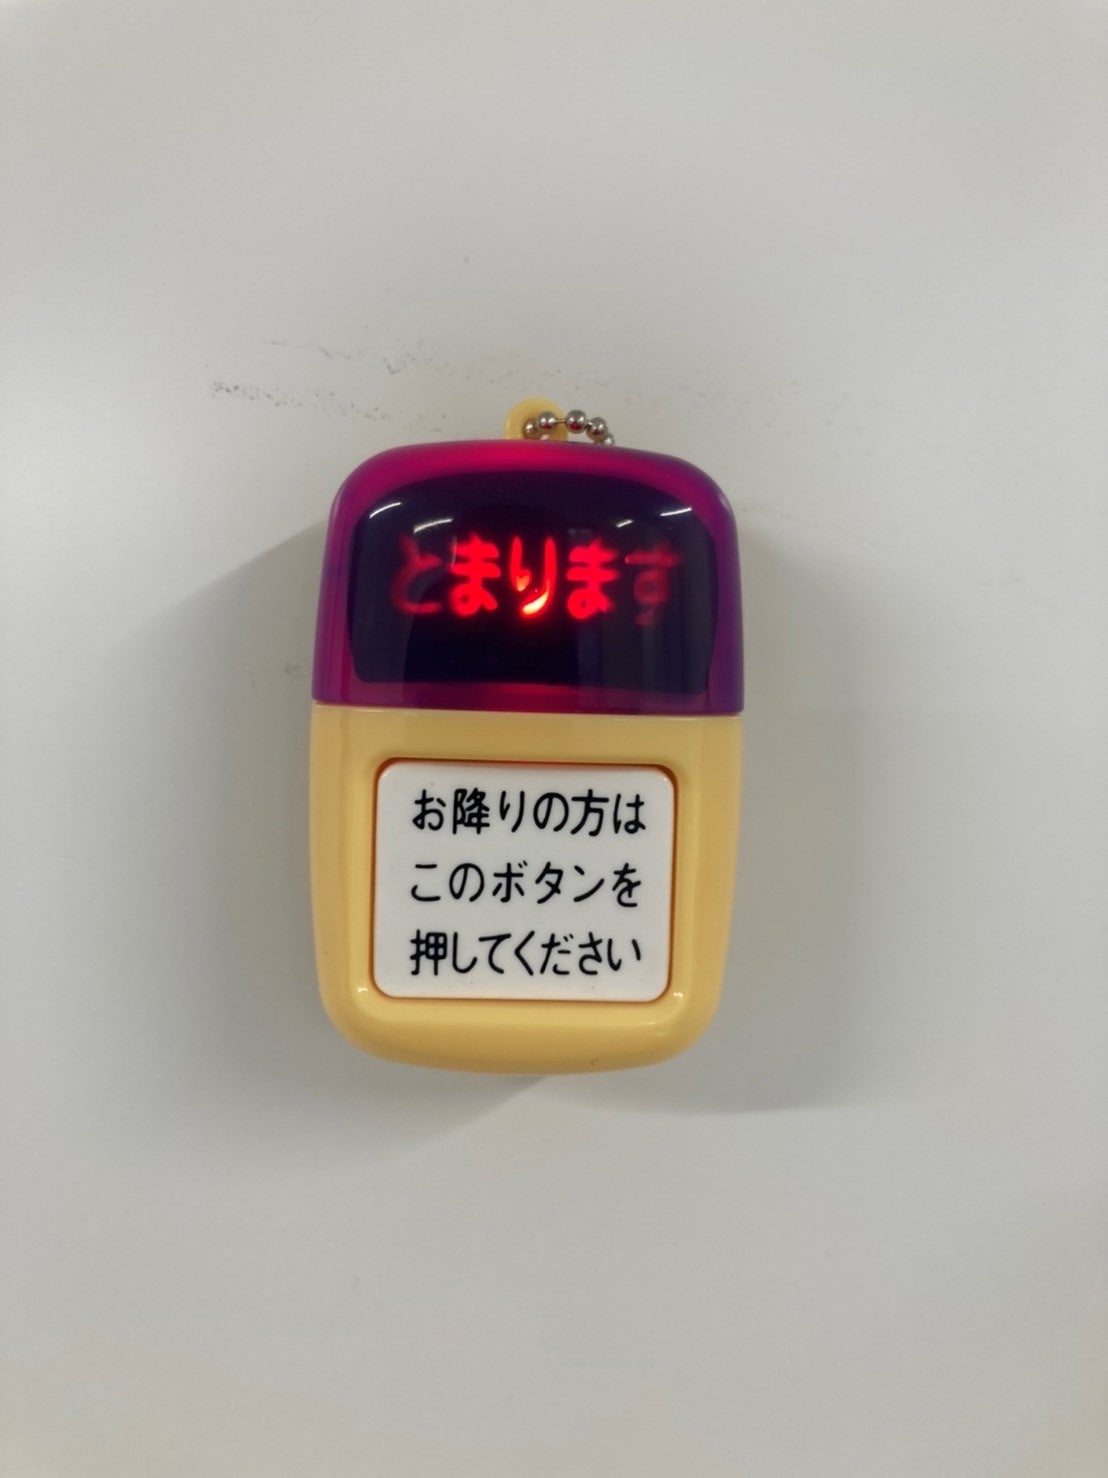 とまります
お降りの方は
このボタンを
押してください